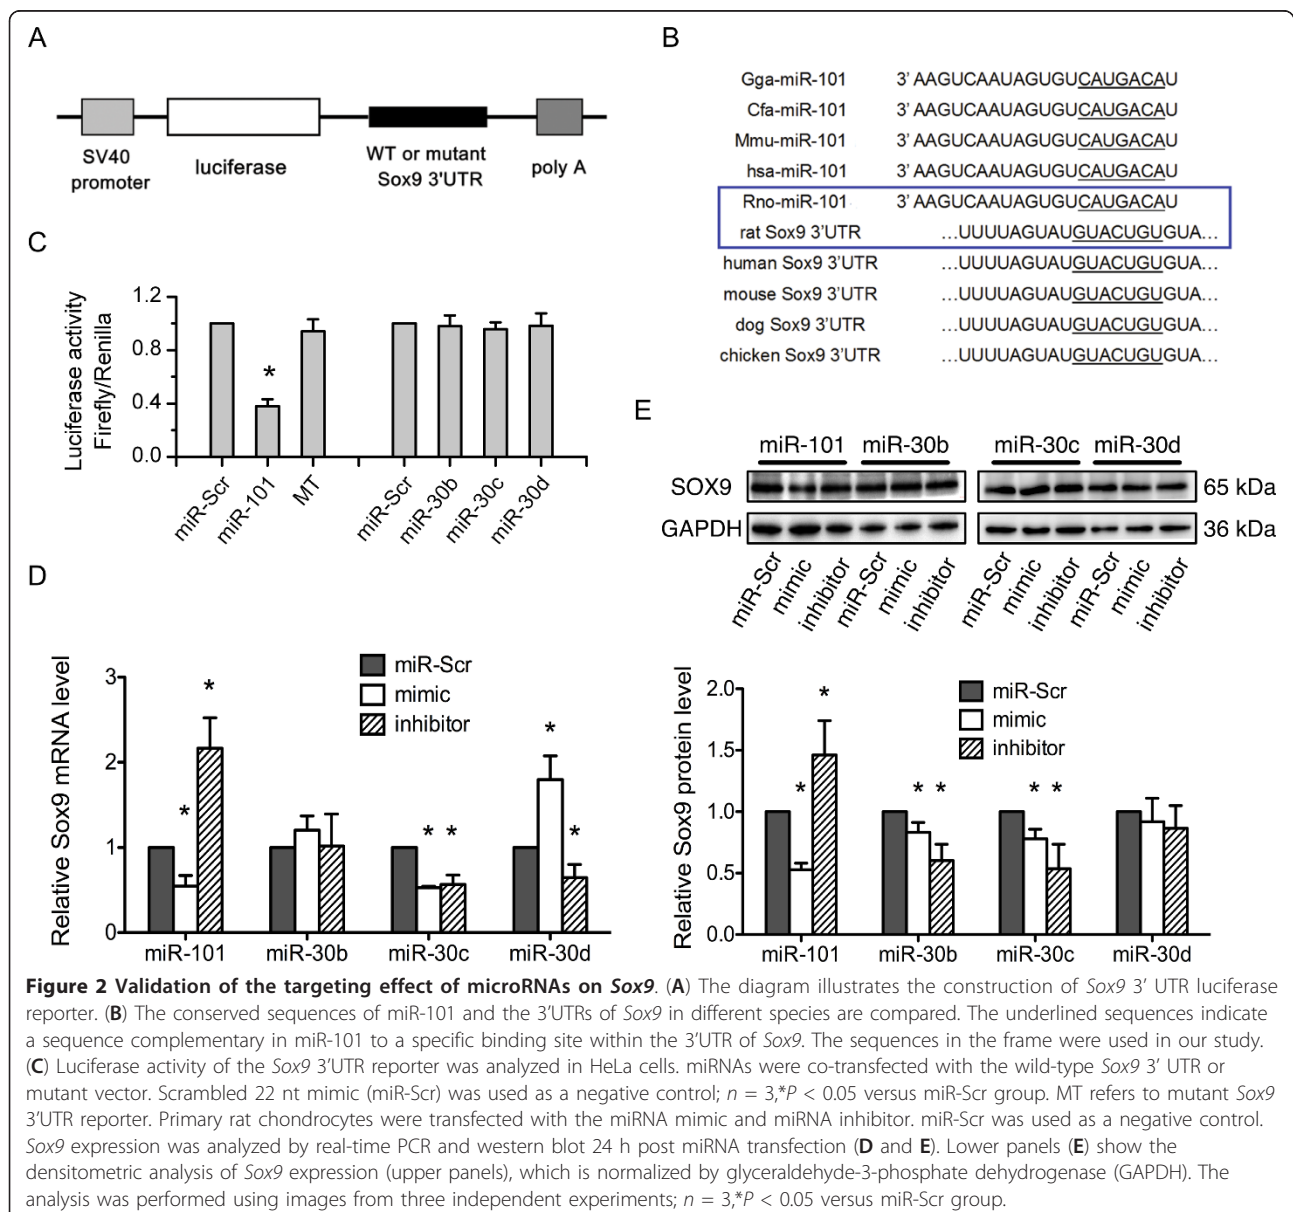 A
SV40
promoter
luciferase
WT or mutant
Sox9 3'UTR
poly A
B
Gga-miR-101 3' AAGUCAAUAGUGUCAUGACAU
Cfa-miR-101 3' AAGUCAAUAGUGUCAUGACAU
Mmu-miR-101 3' AAGUCAAUAGUGUCAUGACAU
hsa-miR-101 3' AAGUCAAUAGUGUCAUGACAU
Rno-miR-101 3' AAGUCAAUAGUGUCAUGACAU
rat Sox9 3'UTR ...UUUUAGUAUGUACUGUGUA...
human Sox9 3'UTR ...UUUUAGUAUGUACUGUGUA...
mouse Sox9 3'UTR ...UUUUAGUAUGUACUGUGUA...
dog Sox9 3'UTR ...UUUUAGUAUGUACUGUGUA...
chicken Sox9 3'UTR ...UUUUAGUAUGUACUGUGUA...
C
Luciferase activity
Firefly/Renilla
1.2
0.8
0.4
0.0
*
miR-Scr
miR-101
MT
miR-Scr
miR-30b
miR-30c
miR-30d
D
Relative Sox9 mRNA level
3
2
1
0
miR-Scr
mimic
inhibitor
* * * * * *
miR-101 miR-30b miR-30c miR-30d
E
miR-101 miR-30b miR-30c miR-30d
SOX9 65 kDa
GAPDH 36 kDa
miR-Scr
mimic
inhibitor
miR-Scr
mimic
inhibitor
miR-Scr
mimic
inhibitor
miR-Scr
mimic
inhibitor
Relative Sox9 protein level
2.0
1.5
1.0
0.5
0.0
miR-Scr
mimic
inhibitor
* * * * * *
miR-101 miR-30b miR-30c miR-30d
Figure 2 Validation of the targeting effect of microRNAs on Sox9. (A) The diagram illustrates the construction of Sox9 3' UTR luciferase
reporter. (B) The conserved sequences of miR-101 and the 3'UTRs of Sox9 in different species are compared. The underlined sequences indicate
a sequence complementary in miR-101 to a specific binding site within the 3'UTR of Sox9. The sequences in the frame were used in our study.
(C) Luciferase activity of the Sox9 3'UTR reporter was analyzed in HeLa cells. miRNAs were co-transfected with the wild-type Sox9 3' UTR or
mutant vector. Scrambled 22 nt mimic (miR-Scr) was used as a negative control; n = 3,*P < 0.05 versus miR-Scr group. MT refers to mutant Sox9
3'UTR reporter. Primary rat chondrocytes were transfected with the miRNA mimic and miRNA inhibitor. miR-Scr was used as a negative control.
Sox9 expression was analyzed by real-time PCR and western blot 24 h post miRNA transfection (D and E). Lower panels (E) show the
densitometric analysis of Sox9 expression (upper panels), which is normalized by glyceraldehyde-3-phosphate dehydrogenase (GAPDH). The
analysis was performed using images from three independent experiments; n = 3,*P < 0.05 versus miR-Scr group.